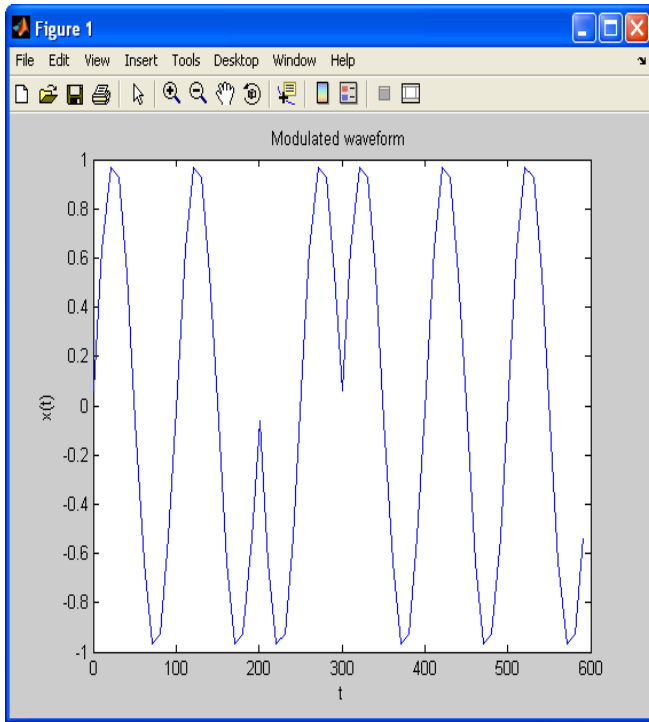 Figure 1
File Edit View Insert Tools Desktop Window Help
Modulated waveform
1
0.8
0.6
0.4
0.2
0
-0.2
-0.4
-0.6
-0.8
-1
x(t)
0 100 200 300 400 500 600
t